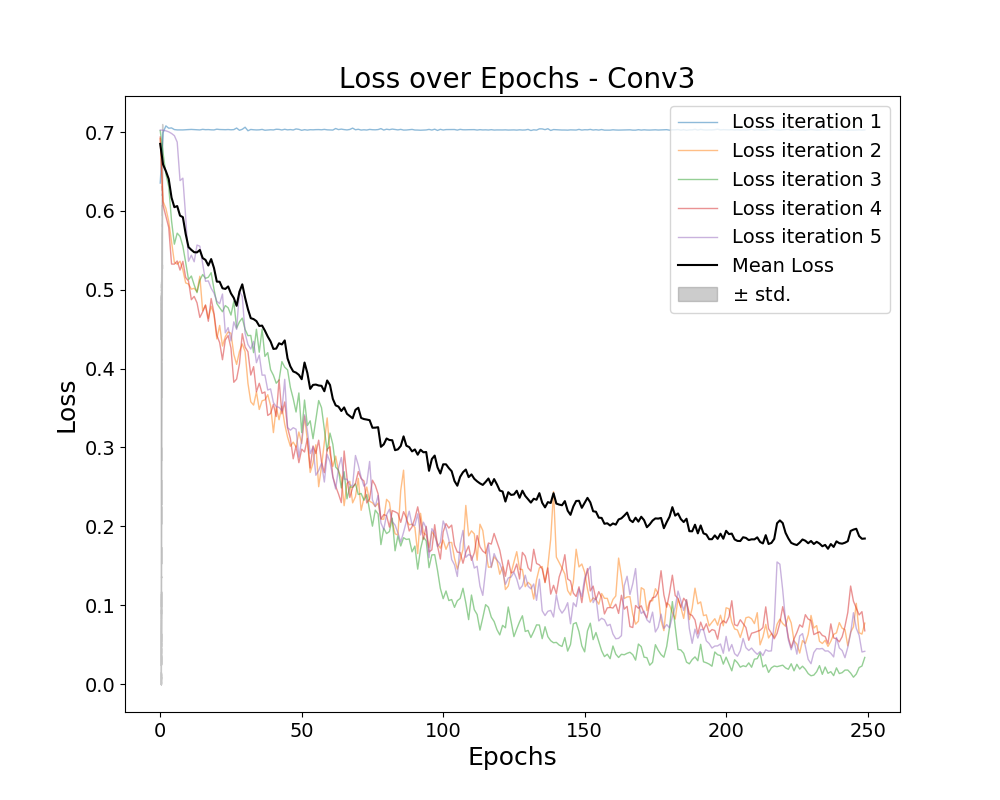 Loss over Epochs - Conv3
Loss
0.7
0.6
0.5
0.4
0.3
0.2
0.1
0.0
Loss iteration 1
Loss iteration 2
Loss iteration 3
Loss iteration 4
Loss iteration 5
Mean Loss
± std.
0 50 100 150 200 250
Epochs